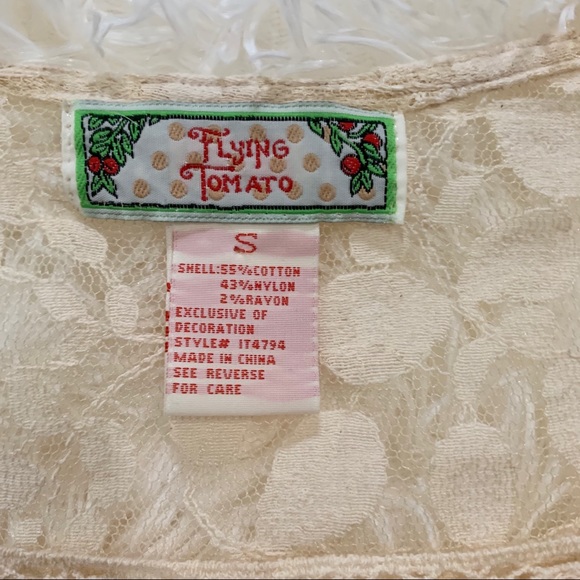 FLYING
TOMATO
S
SHELL:55%COTTON
43%NYLON
2%RAYON
EXCLUSIVE OF
DECORATION
STYLE# IT4794
MADE IN CHINA
SEE REVERSE
FOR CARE